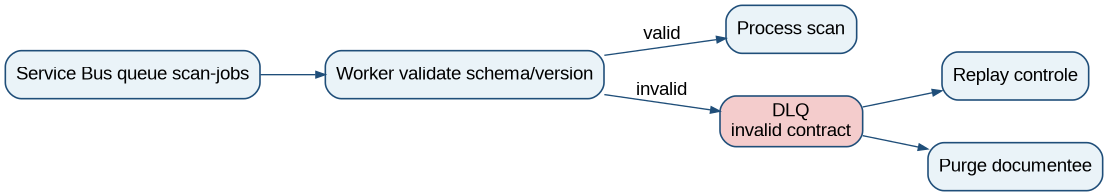 Service Bus queue scan-jobs
Worker validate schema/version
valid
Process scan
invalid
DLQ
invalid contract
Replay controle
Purge documentee